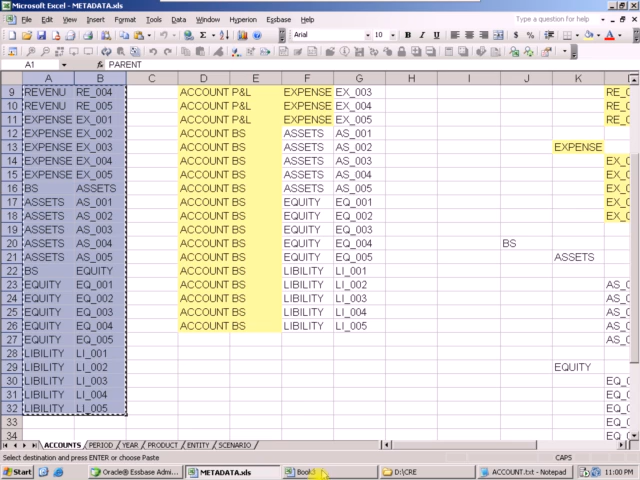 Microsoft Excel - METADATA.xls
File Edit View Insert Format Tools Data Window Hyperion Essbase Help Type a question for help
Arial 10 B I U $ %
A1 fx PARENT
A B C D E F G H I J K
9 REVENU RE_004 ACCOUNT P&L EXPENSE EX_003
10 REVENU RE_005 ACCOUNT P&L EXPENSE EX_004
11 EXPENSE EX_001 ACCOUNT P&L EXPENSE EX_005
12 EXPENSE EX_002 ACCOUNT BS ASSETS AS_001
13 EXPENSE EX_003 ACCOUNT BS ASSETS AS_002 EXPENSE
14 EXPENSE EX_004 ACCOUNT BS ASSETS AS_003
15 EXPENSE EX_005 ACCOUNT BS ASSETS AS_004
16 BS ASSETS ACCOUNT BS ASSETS AS_005
17 ASSETS AS_001 ACCOUNT BS EQUITY EQ_001
18 ASSETS AS_002 ACCOUNT BS EQUITY EQ_002
19 ASSETS AS_003 ACCOUNT BS EQUITY EQ_003
20 ASSETS AS_004 ACCOUNT BS EQUITY EQ_004 BS
21 ASSETS AS_005 ACCOUNT BS EQUITY EQ_005 ASSETS
22 BS EQUITY ACCOUNT BS LIBILITY LI_001
23 EQUITY EQ_001 ACCOUNT BS LIBILITY LI_002
24 EQUITY EQ_002 ACCOUNT BS LIBILITY LI_003
25 EQUITY EQ_003 ACCOUNT BS LIBILITY LI_004
26 EQUITY EQ_004 ACCOUNT BS LIBILITY LI_005
27 EQUITY EQ_005
28 LIBILITY LI_001
29 LIBILITY LI_002 EQUITY
30 LIBILITY LI_003
31 LIBILITY LI_004
32 LIBILITY LI_005
33
34
ACCOUNTS / PERIOD / YEAR / PRODUCT / ENTITY / SCENARIO /
Select destination and press ENTER or choose Paste CAPS
Start Oracle® Essbase Admi... METADATA.xls D:\CRE ACCOUNT.txt - Notepad 11:00 PM